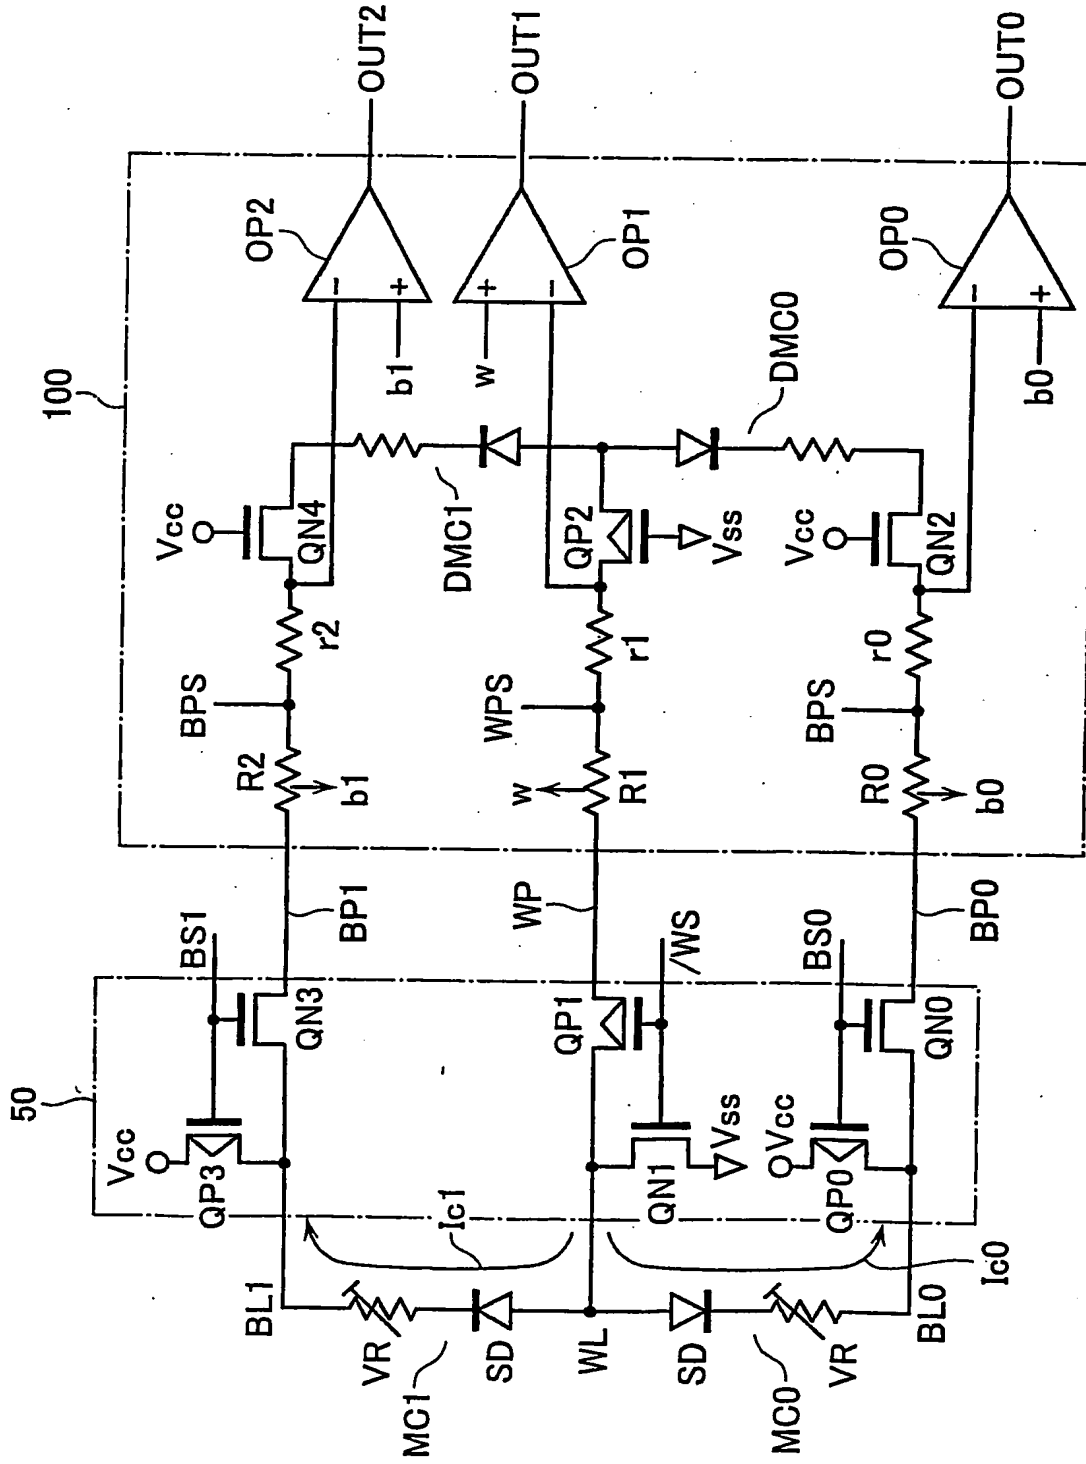 OUT2
OUT1
OUT0
100
OP2
OP1
OP0
-
+
+
-
-
+
b1
w
b0
DMC0
DMC1
Vcc
QN4
QP2
Vss
Vcc
QN2
r2
r1
r0
BPS
WPS
BPS
R2
b1
w
R1
R0
b0
BP1
WP
BP0
BS1
/WS
BS0
50
QN3
QP1
QN0
Vcc
QP3
QN1
Vss
Vcc
QP0
Ic1
Ic0
BL1
VR
SD
WL
SD
VR
BL0
MC1
MC0